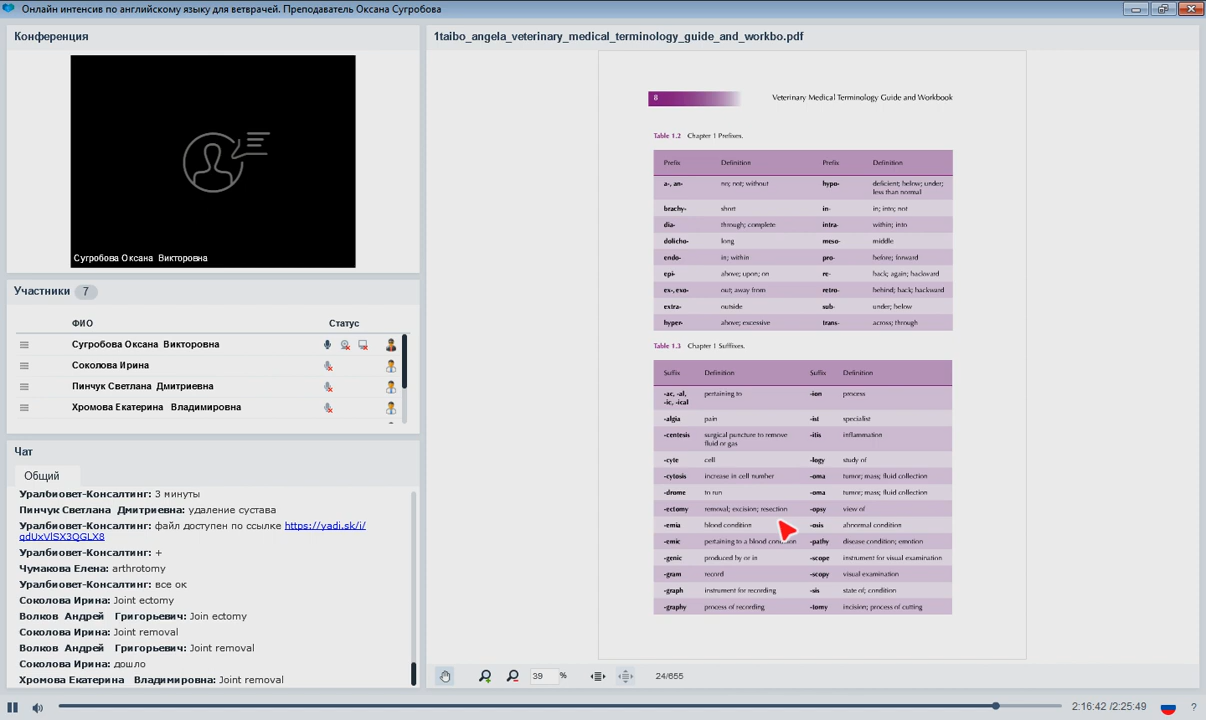 Онлайн интенсив по английскому языку для ветврачей. Преподаватель Оксана Сугробова
Конференция
Сугробова Оксана Викторовна
Участники 7
ФИО Статус
Сугробова Оксана Викторовна
Соколова Ирина
Пинчук Светлана Дмитриевна
Хромова Екатерина Владимировна
Чат
Общий
Уралбиовет-Консалтинг: 3 минуты
Пинчук Светлана Дмитриевна: удаление сустава
Уралбиовет-Консалтинг: файл доступен по ссылке https://yadi.sk/i/
qdUxVlSX3QGLX8
Уралбиовет-Консалтинг: +
Чумакова Елена: arthrotomy
Уралбиовет-Консалтинг: все ок
Соколова Ирина: Joint ectomy
Волков Андрей Григорьевич: Join ectomy
Соколова Ирина: Joint removal
Волков Андрей Григорьевич: Joint removal
Соколова Ирина: дошло
Хромова Екатерина Владимировна: Joint removal
1taibo_angela_veterinary_medical_terminology_guide_and_workbo.pdf
8 Veterinary Medical Terminology Guide and Workbook
Table 1.2 Chapter 1 Prefixes.
Prefix Definition Prefix Definition
a-, an- no; not; without hypo- deficient; below; under;
less than normal
brachy- short in- in; into; not
dia- through; complete intra- within; into
dolicho- long meso- middle
endo- in; within pro- before; forward
epi- above; upon; on re- back; again; backward
ex-, exo- out; away from retro- behind; back; backward
extra- outside sub- under; below
hyper- above; excessive trans- across; through
Table 1.3 Chapter 1 Suffixes.
Suffix Definition Suffix Definition
-ac, -al,
-ic, -ical pertaining to -ion process
-algia pain -ist specialist
-centesis surgical puncture to remove
fluid or gas -itis inflammation
-cyte cell -logy study of
-cytosis increase in cell number -oma tumor; mass; fluid collection
-drome to run -oma tumor; mass; fluid collection
-ectomy removal; excision; resection -opsy view of
-emia blood condition -osis abnormal condition
-emic pertaining to a blood condition -pathy disease condition; emotion
-genic produced by or in -scope instrument for visual examination
-gram record -scopy visual examination
-graph instrument for recording -sis state of; condition
-graphy process of recording -tomy incision; process of cutting
39 % 24/655
2:16:42 /2:25:49 ?